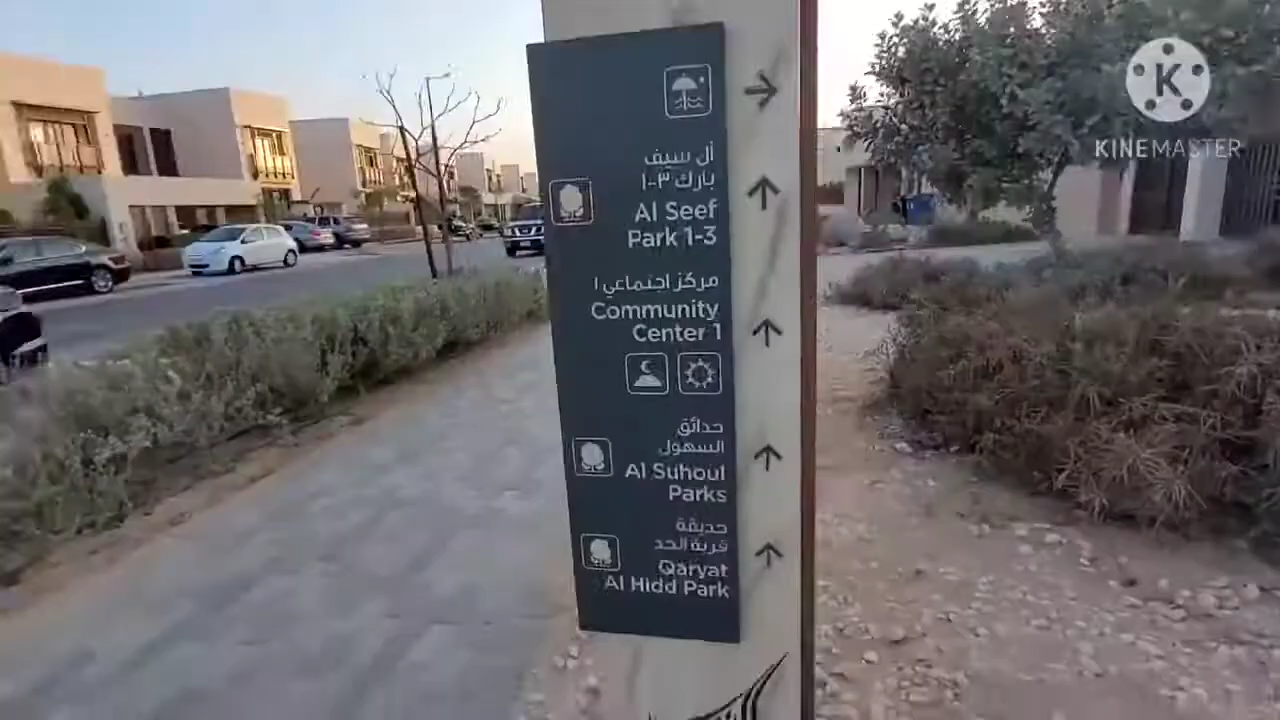 آل سيف
بارك ٣-١
Al Seef
Park 1-3
مركز اجتماعي ١
Community
Center 1
حدائق
السهول
Al Suhoul
Parks
حديقة
قرية الحد
Qaryat
Al Hidd Park
K
KINEMASTER